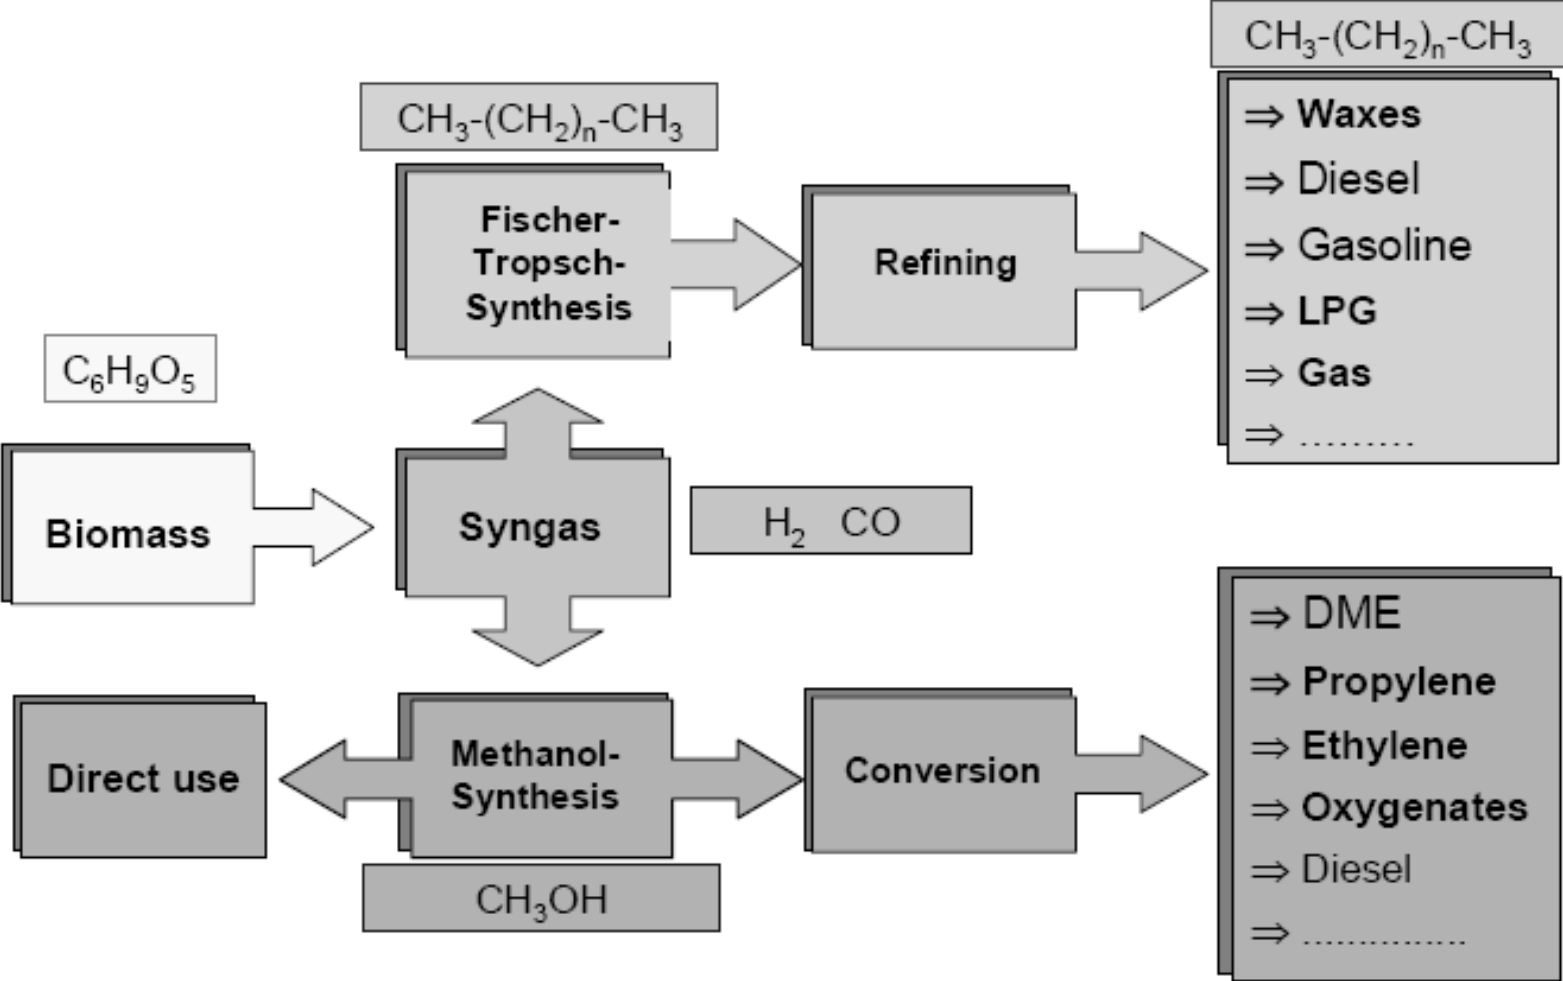 CH₃-(CH₂)ₙ-CH₃
Fischer-
Tropsch-
Synthesis
Refining
CH₃-(CH₂)ₙ-CH₃
⇒ Waxes
⇒ Diesel
⇒ Gasoline
⇒ LPG
⇒ Gas
⇒ .........
C₆H₉O₅
Biomass
Syngas
H₂ CO
Direct use
Methanol-
Synthesis
CH₃OH
Conversion
⇒ DME
⇒ Propylene
⇒ Ethylene
⇒ Oxygenates
⇒ Diesel
⇒ ...............